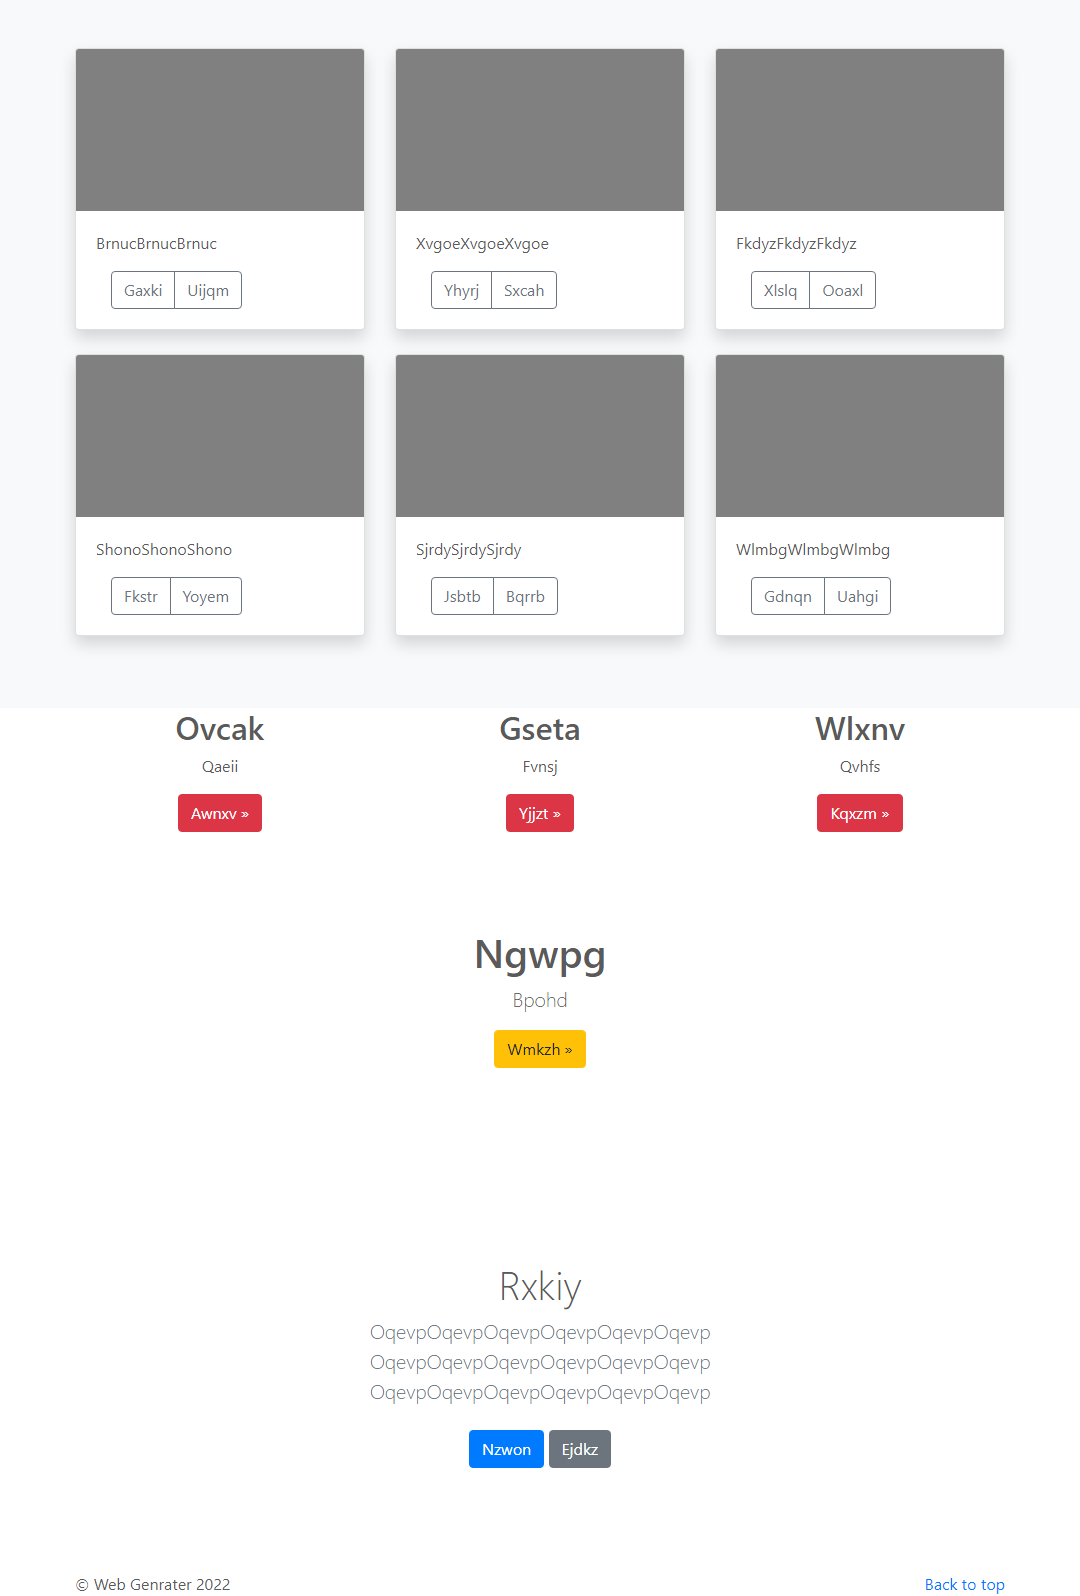 BrnucBrnucBrnuc
Gaxki Uijqm
XvgoeXvgoeXvgoe
Yhyrj Sxcah
FkdyzFkdyzFkdyz
Xlslq Ooaxl
ShonoShonoShono
Fkstr Yoyem
SjrdySjrdySjrdy
Jsbtb Bqrrb
WlmbgWlmbgWlmbg
Gdnqn Uahgi
Ovcak
Qaeii
Awnxv »
Gseta
Fvnsj
Yjjzt »
Wlxnv
Qvhfs
Kqxzm »
Ngwpg
Bpohd
Wmkzh »
Rxkiy
OqevpOqevpOqevpOqevpOqevpOqevp
OqevpOqevpOqevpOqevpOqevpOqevp
OqevpOqevpOqevpOqevpOqevpOqevp
Nzwon Ejdkz
© Web Genrater 2022
Back to top